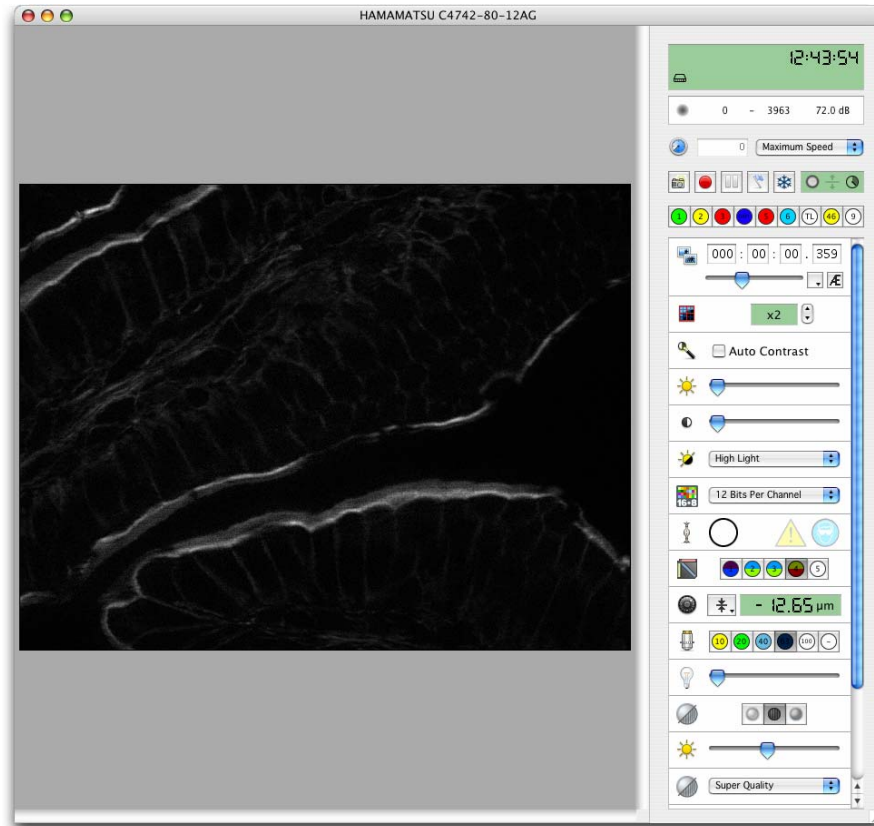 HAMAMATSU C4742-80-12AG
12:43:54
0 - 3963 72.0 dB
0 Maximum Speed
1 2 3 5 6 TL 46 9
000 : 00 : 00 . 359
Æ
x2
Auto Contrast
High Light
16▸8 12 Bits Per Channel
2 3 5
- 12.65 µm
10 20 40 100 -
Super Quality